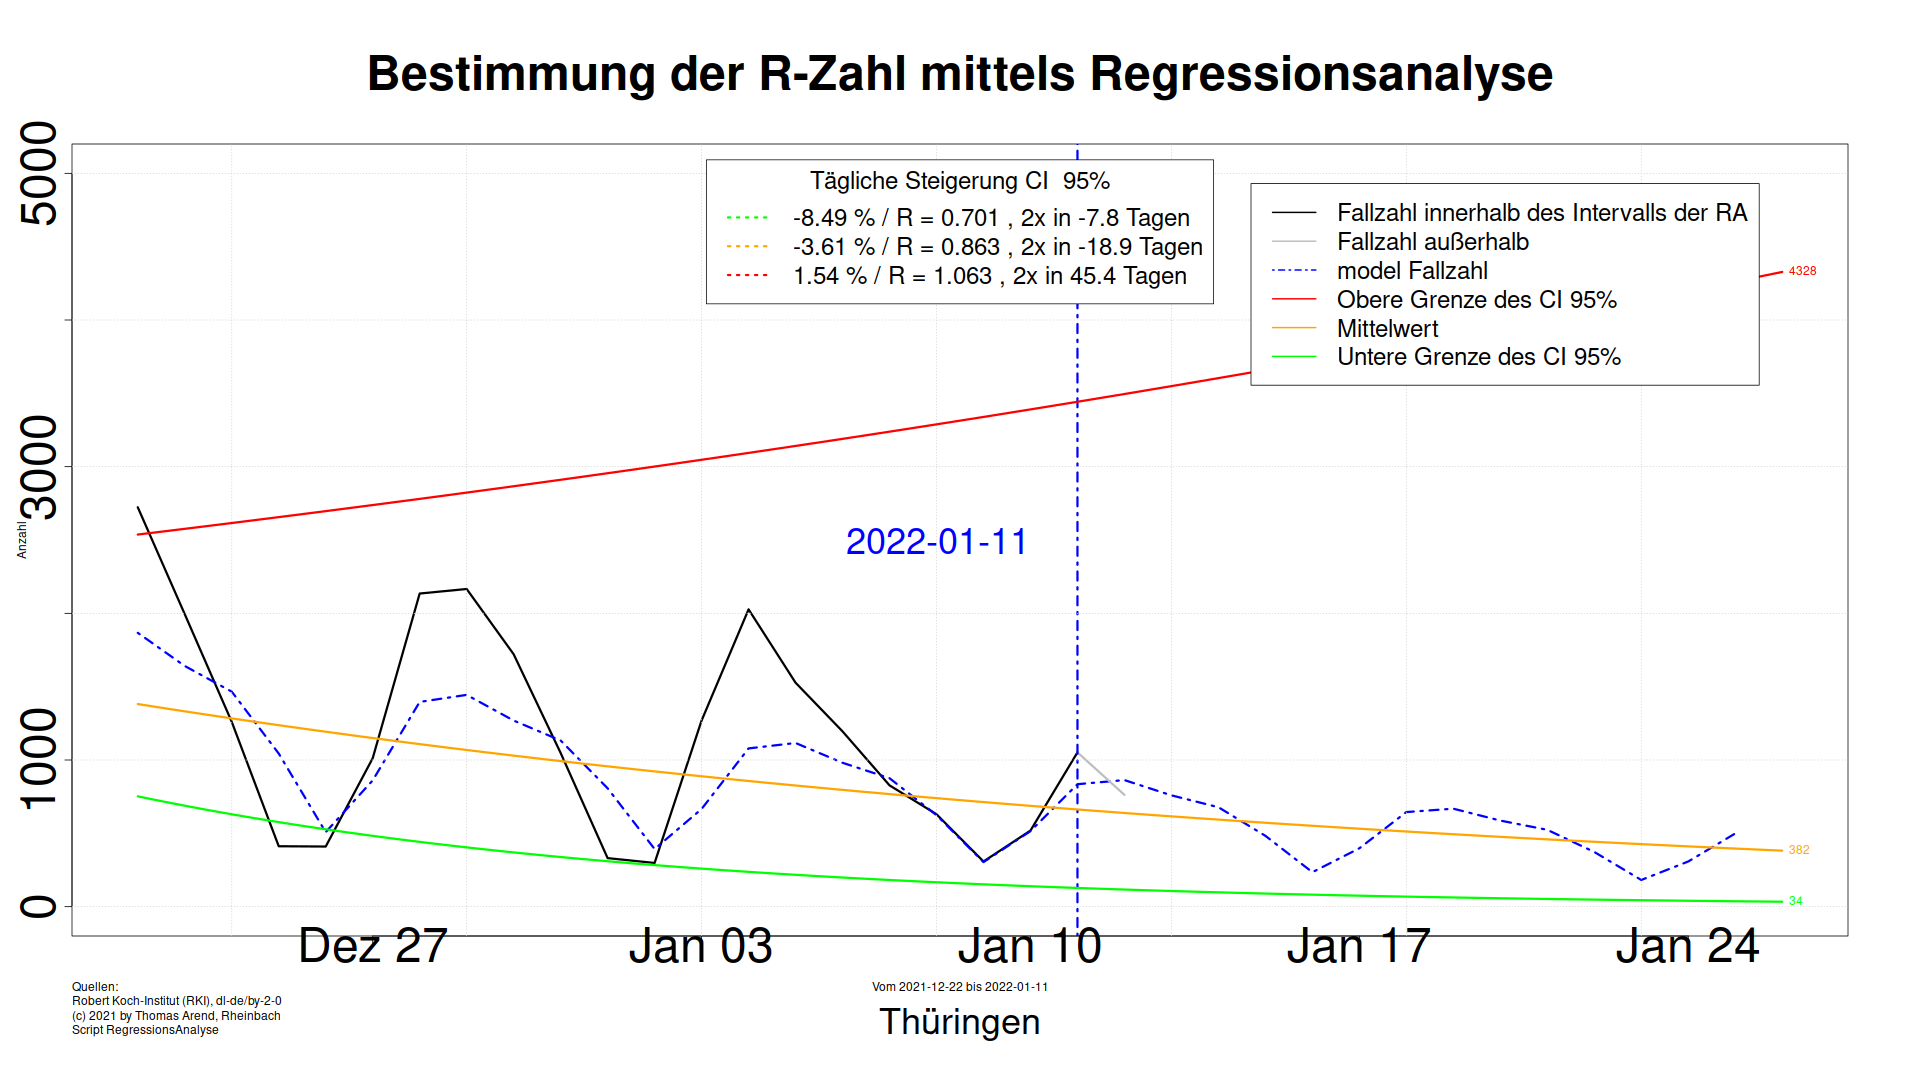 Bestimmung der R-Zahl mittels Regressionsanalyse
5000
3000
1000
0
Anzahl
Tägliche Steigerung CI  95%
-8.49 % / R = 0.701 , 2x in -7.8 Tagen
-3.61 % / R = 0.863 , 2x in -18.9 Tagen
1.54 % / R = 1.063 , 2x in 45.4 Tagen
Fallzahl innerhalb des Intervalls der RA
Fallzahl außerhalb
model Fallzahl
Obere Grenze des CI 95%
Mittelwert
Untere Grenze des CI 95%
4328
2022-01-11
382
34
Dez 27
Jan 03
Jan 10
Jan 17
Jan 24
Quellen:
Robert Koch-Institut (RKI), dl-de/by-2-0
(c) 2021 by Thomas Arend, Rheinbach
Script RegressionsAnalyse
Vom 2021-12-22 bis 2022-01-11
Thüringen